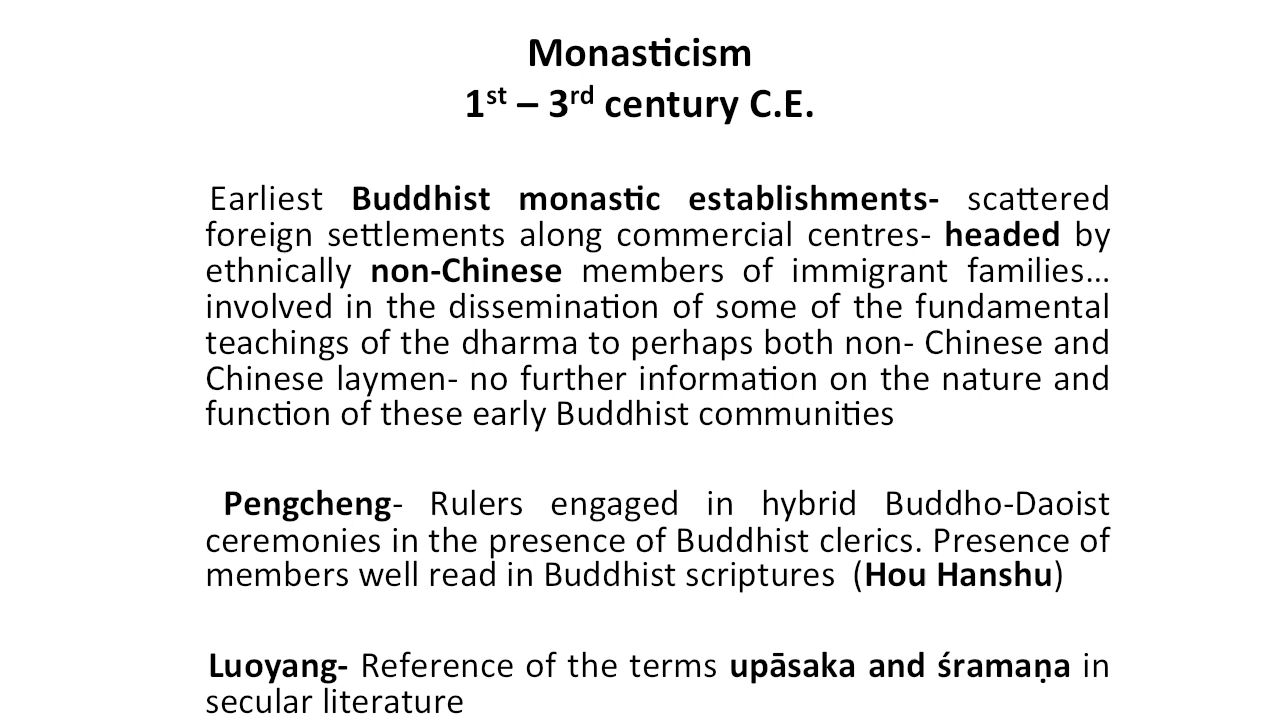 Monasticism
1st – 3rd century C.E.
Earliest Buddhist monastic establishments- scattered
foreign settlements along commercial centres- headed by
ethnically non-Chinese members of immigrant families…
involved in the dissemination of some of the fundamental
teachings of the dharma to perhaps both non- Chinese and
Chinese laymen- no further information on the nature and
function of these early Buddhist communities
Pengcheng- Rulers engaged in hybrid Buddho-Daoist
ceremonies in the presence of Buddhist clerics. Presence of
members well read in Buddhist scriptures (Hou Hanshu)
Luoyang- Reference of the terms upāsaka and śramaṇa in
secular literature